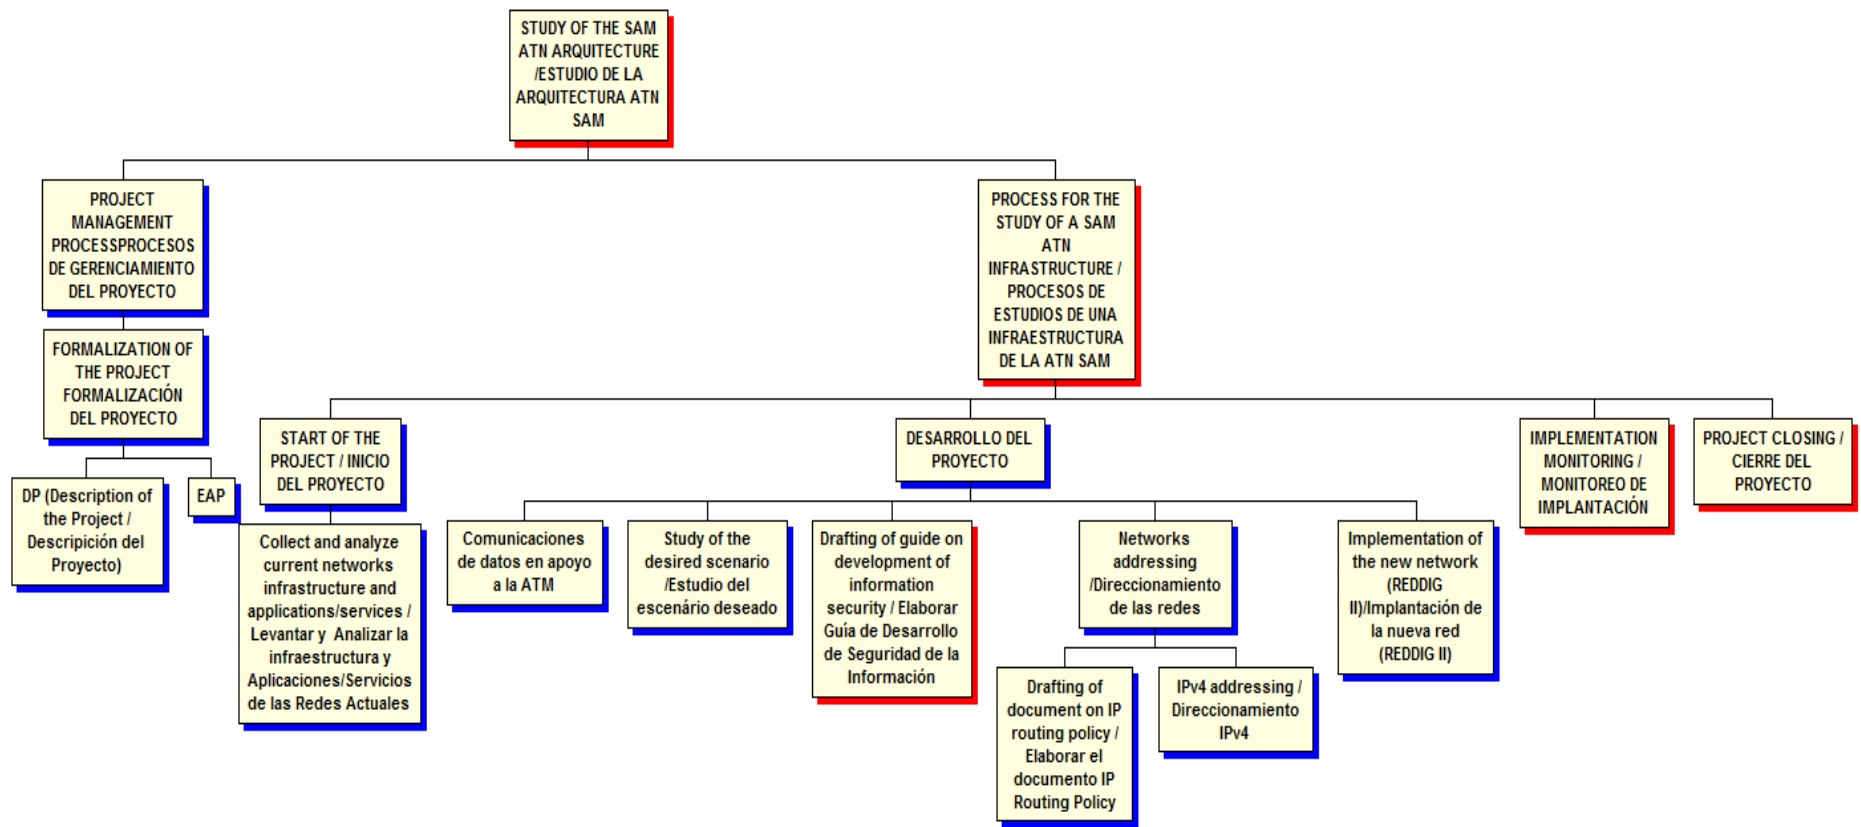 STUDY OF THE SAM
ATN ARQUITECTURE
/ESTUDIO DE LA
ARQUITECTURA ATN
SAM
PROJECT
MANAGEMENT
PROCESSPROCESOS
DE GERENCIAMIENTO
DEL PROYECTO
PROCESS FOR THE
STUDY OF A SAM
ATN
INFRASTRUCTURE /
PROCESOS DE
ESTUDIOS DE UNA
INFRAESTRUCTURA
DE LA ATN SAM
FORMALIZATION OF
THE PROJECT
FORMALIZACIÓN
DEL PROYECTO
START OF THE
PROJECT / INICIO
DEL PROYECTO
DESARROLLO DEL
PROYECTO
IMPLEMENTATION
MONITORING /
MONITOREO DE
IMPLANTACIÓN
PROJECT CLOSING /
CIERRE DEL
PROYECTO
DP (Description of
the Project /
Descripición del
Proyecto)
EAP
Collect and analyze
current networks
infrastructure and
applications/services /
Levantar y Analizar la
infraestructura y
Aplicaciones/Servicios
de las Redes Actuales
Comunicaciones
de datos en apoyo
a la ATM
Study of the
desired scenario
/Estudio del
escenário deseado
Drafting of guide on
development of
information
security / Elaborar
Guía de Desarrollo
de Seguridad de la
Información
Networks
addressing
/Direccionamiento
de las redes
Implementation of
the new network
(REDDIG
II)/Implantación de
la nueva red
(REDDIG II)
Drafting of
document on IP
routing policy /
Elaborar el
documento IP
Routing Policy
IPv4 addressing /
Direccionamiento
IPv4